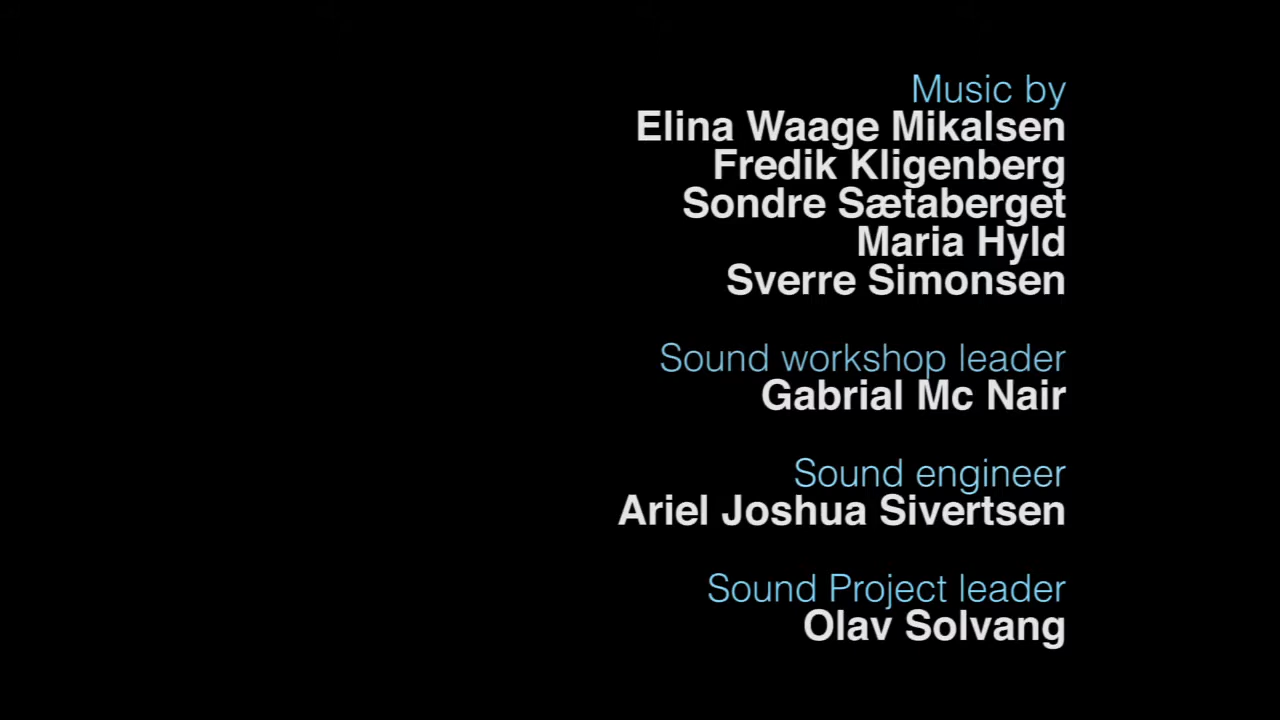 Music by
Elina Waage Mikalsen
Fredik Kligenberg
Sondre Sætaberget
Maria Hyld
Sverre Simonsen
Sound workshop leader
Gabrial Mc Nair
Sound engineer
Ariel Joshua Sivertsen
Sound Project leader
Olav Solvang